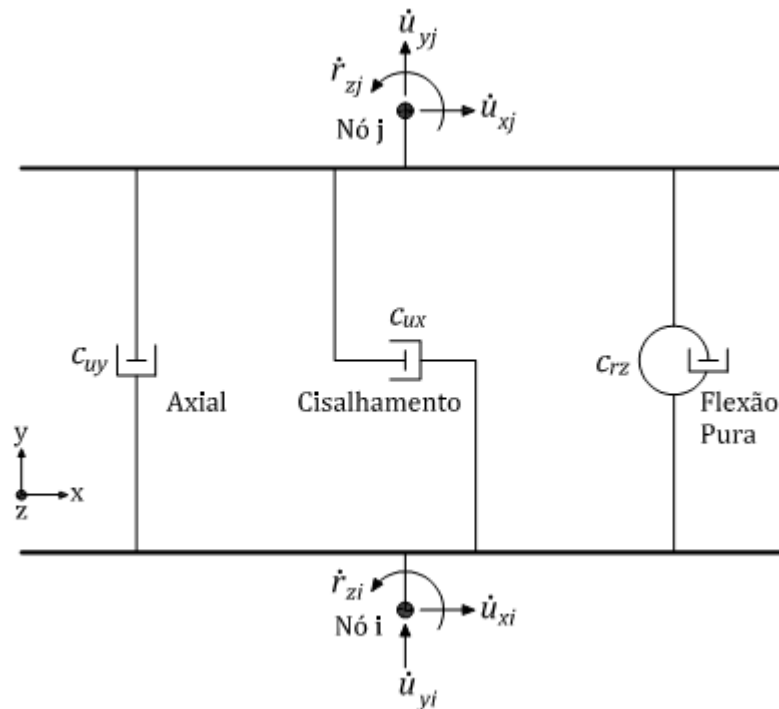 u̇yj
ṙzj
u̇xj
Nó j
cux
cuy
crz
Axial
Cisalhamento
Flexão
Pura
y
x
z
ṙzi
u̇xi
Nó i
u̇yi